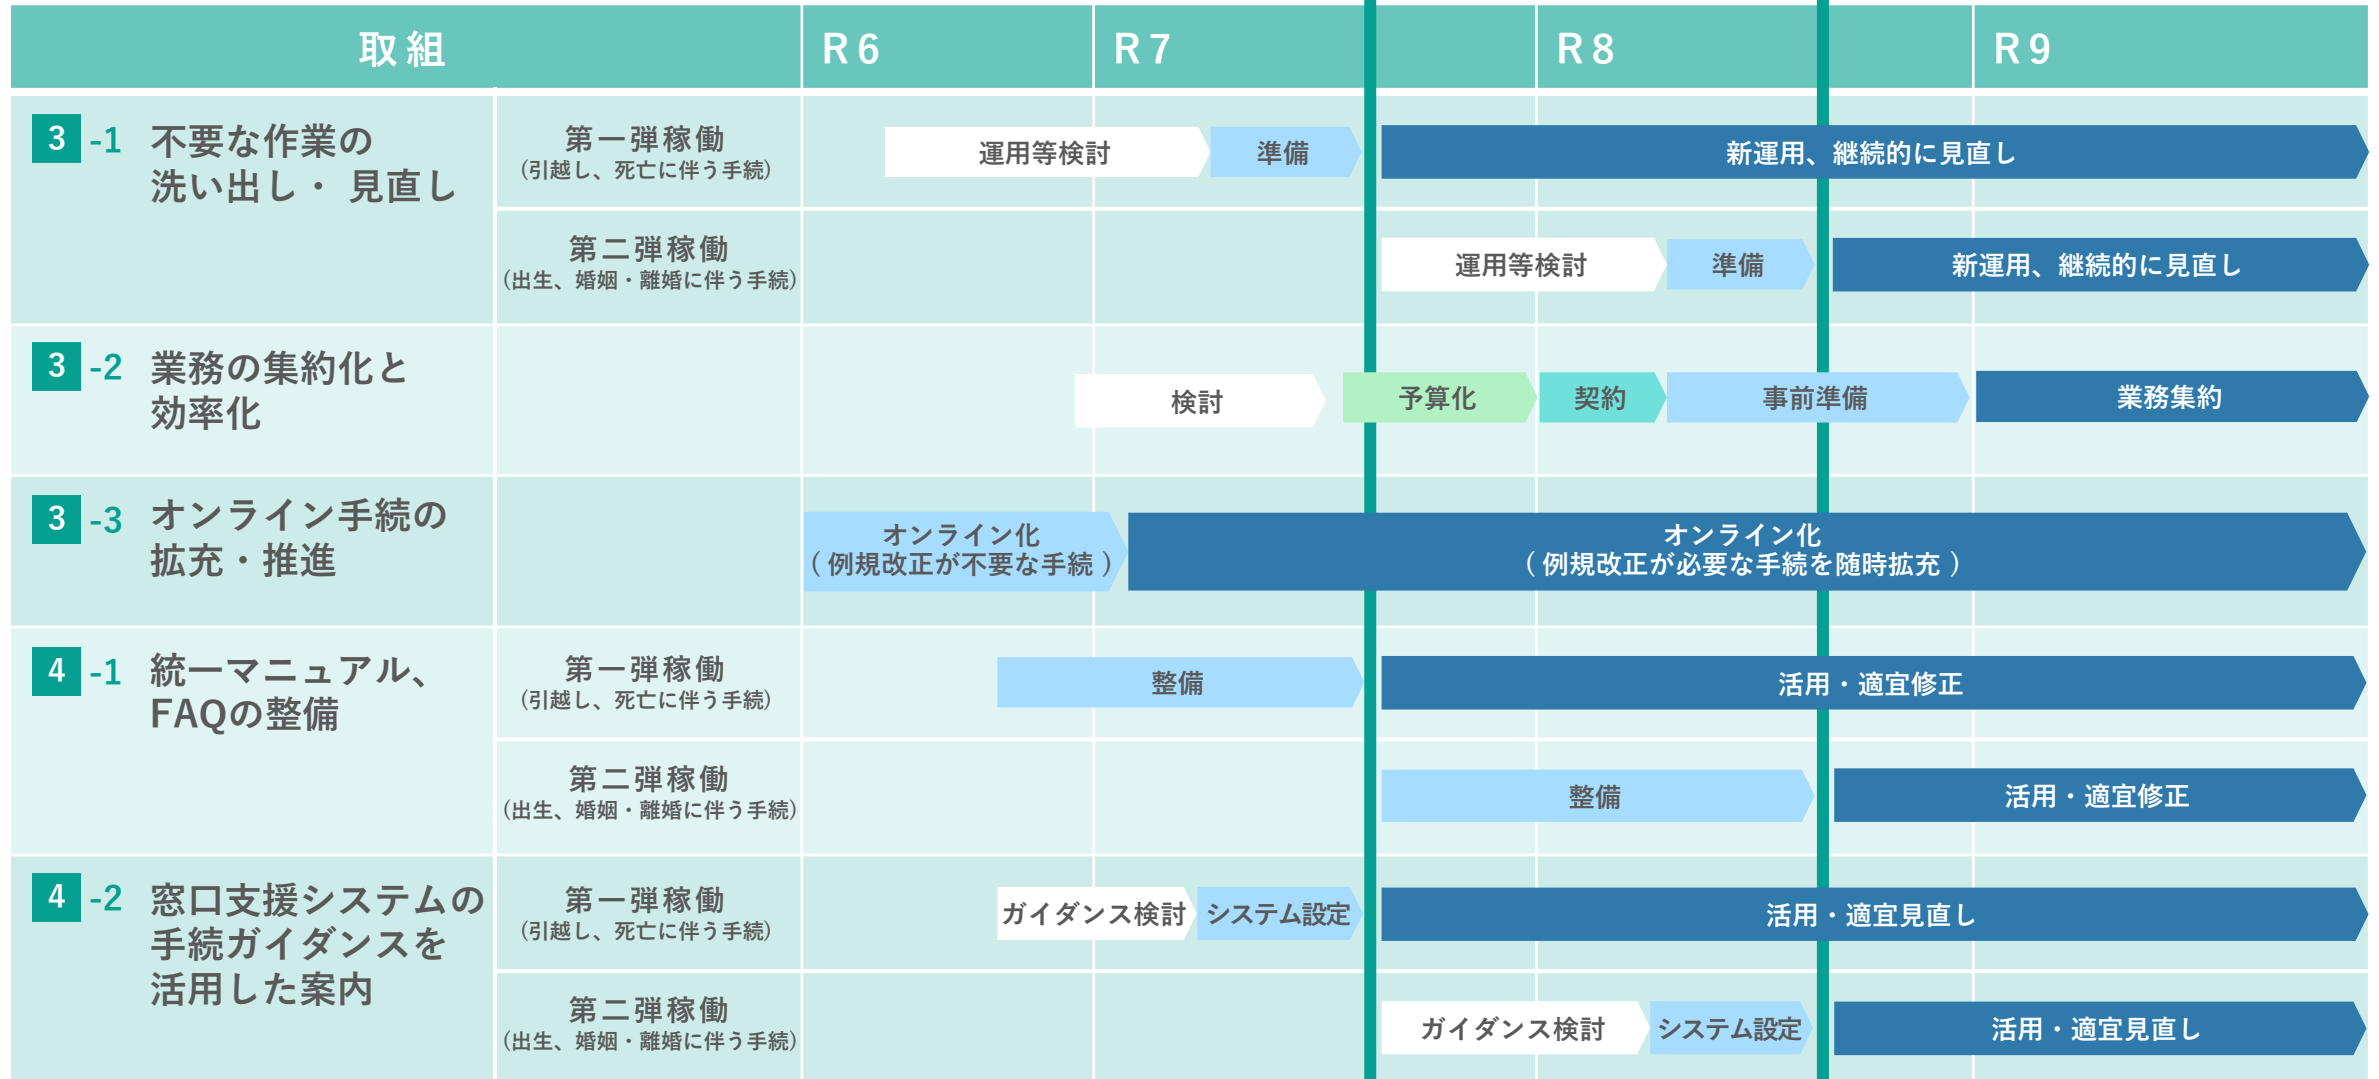 取組 R6 R7 R8 R9
3 -1 不要な作業の
洗い出し・ 見直し
第一弾稼働
(引越し、死亡に伴う手続)
運用等検討 準備 新運用、継続的に見直し
第二弾稼働
(出生、婚姻・離婚に伴う手続)
運用等検討 準備 新運用、継続的に見直し
3 -2 業務の集約化と
効率化
検討 予算化 契約 事前準備 業務集約
3 -3 オンライン手続の
拡充・推進
オンライン化
( 例規改正が不要な手続 )
オンライン化
( 例規改正が必要な手続を随時拡充 )
4 -1 統一マニュアル、
FAQの整備
第一弾稼働
(引越し、死亡に伴う手続)
整備 活用・適宜修正
第二弾稼働
(出生、婚姻・離婚に伴う手続)
整備 活用・適宜修正
4 -2 窓口支援システムの
手続ガイダンスを
活用した案内
第一弾稼働
(引越し、死亡に伴う手続)
ガイダンス検討 システム設定 活用・適宜見直し
第二弾稼働
(出生、婚姻・離婚に伴う手続)
ガイダンス検討 システム設定 活用・適宜見直し